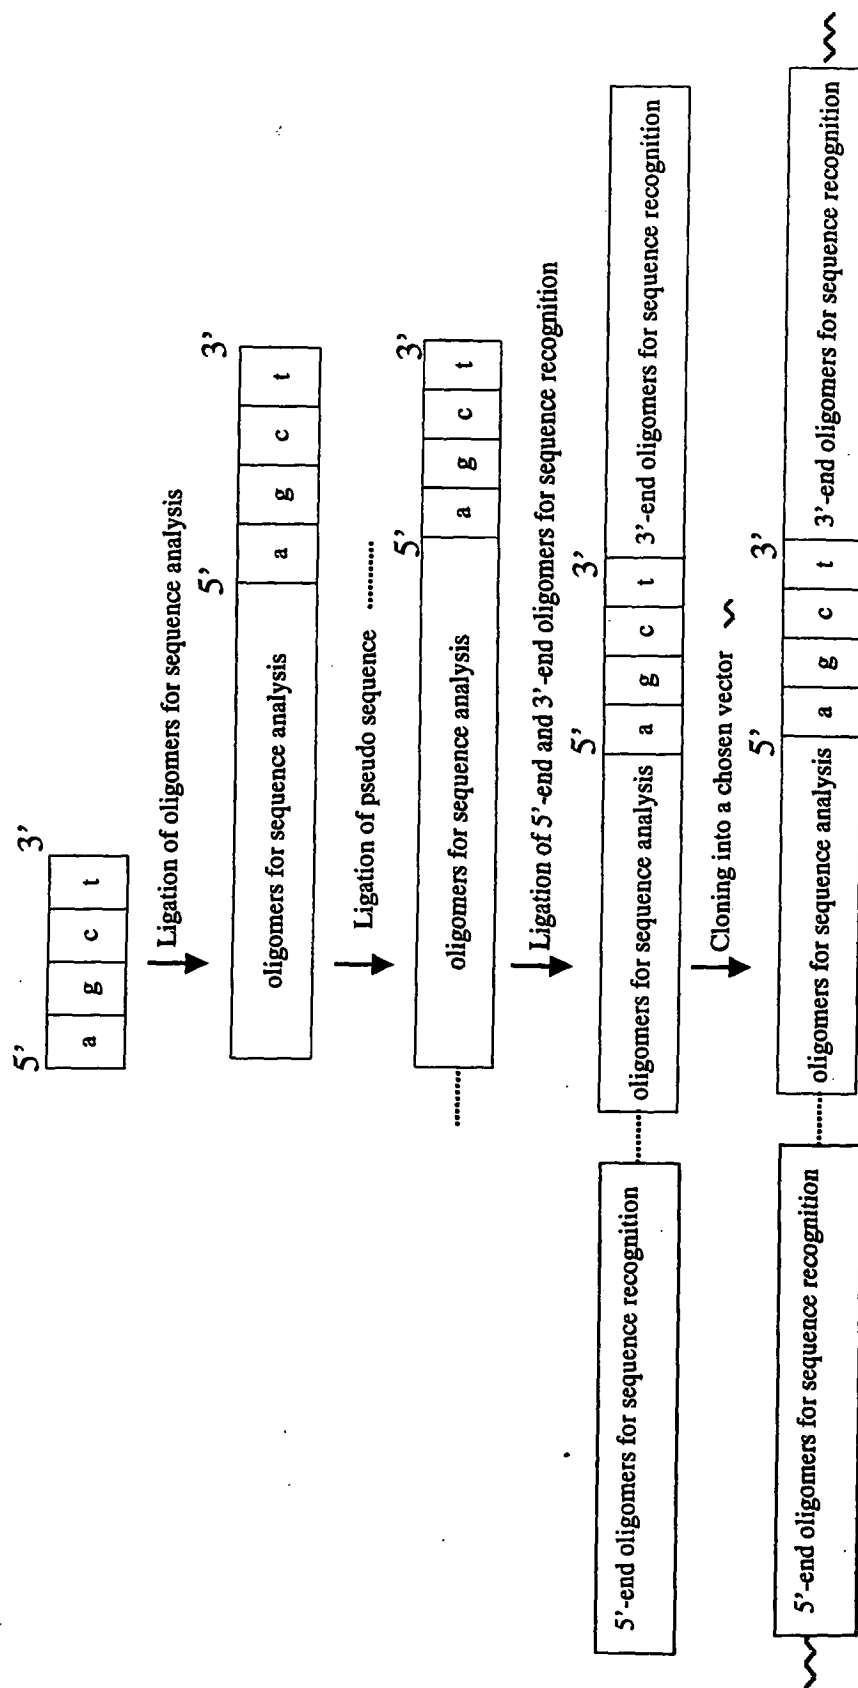 5’ 3’
a g c t
Ligation of oligomers for sequence analysis
5’ 3’
oligomers for sequence analysis a g c t
Ligation of pseudo sequence ..........
5’ 3’
.......... oligomers for sequence analysis a g c t
Ligation of 5’-end and 3’-end oligomers for sequence recognition
5’ 3’
5’-end oligomers for sequence recognition ........ oligomers for sequence analysis a g c t 3’-end oligomers for sequence recognition
Cloning into a chosen vector
5’ 3’
5’-end oligomers for sequence recognition ........ oligomers for sequence analysis a g c t 3’-end oligomers for sequence recognition